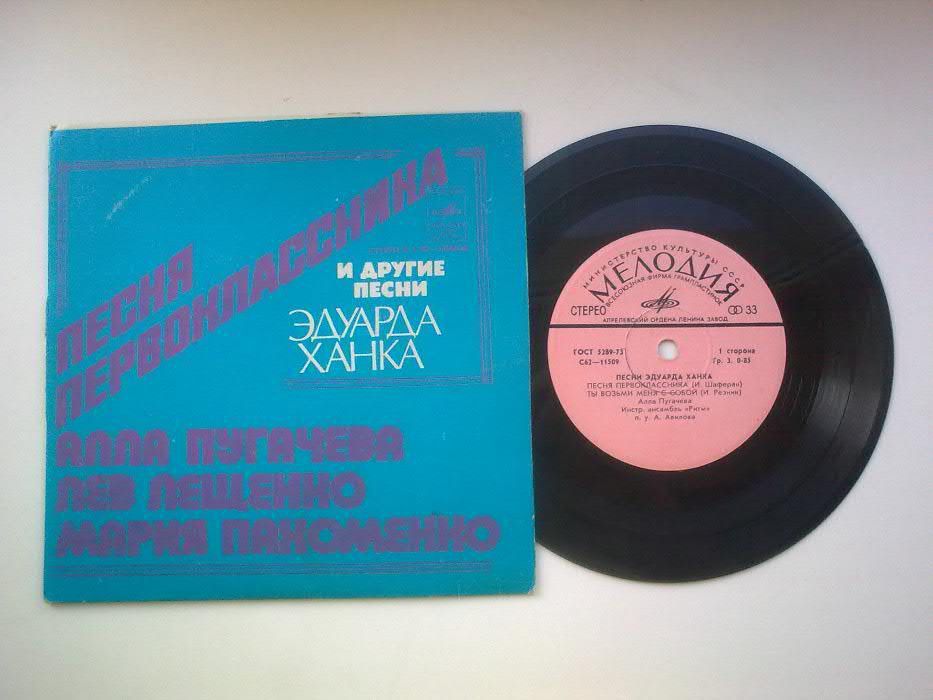 ПЕСНЯ
ПЕРВОКЛАССНИКА
И ДРУГИЕ
ПЕСНИ
ЭДУАРДА
ХАНКА
АЛЛА ПУГАЧЕВА
ЛЕВ ЛЕЩЕНКО
МАРИЯ ПАХОМЕНКО
МИНИСТЕРСТВО КУЛЬТУРЫ СССР
МЕЛОДИЯ
ВСЕСОЮЗНАЯ ФИРМА ГРАМПЛАСТИНОК
СТЕРЕО
33
АПРЕЛЕВСКИЙ ОРДЕНА ЛЕНИНА ЗАВОД
ГОСТ 5289-73
1 сторона
С62—11509
Гр. 3. 0-85
ПЕСНИ ЭДУАРДА ХАНКА
ПЕСНЯ ПЕРВОКЛАССНИКА (И. Шаферан)
ТЫ ВОЗЬМИ МЕНЯ С СОБОЙ (И. Резник)
Алла Пугачева
Инстр. ансамбль «Ритм»
п. у А. Авилова